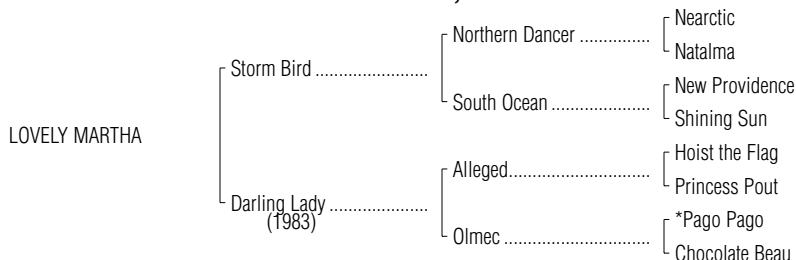 Nearctic
Northern Dancer ...............
Natalma
Storm Bird ........................
New Providence
South Ocean .....................
Shining Sun
LOVELY MARTHA
Hoist the Flag
Alleged..............................
Princess Pout
Darling Lady .....................
(1983)
*Pago Pago
Olmec ...............................
Chocolate Beau